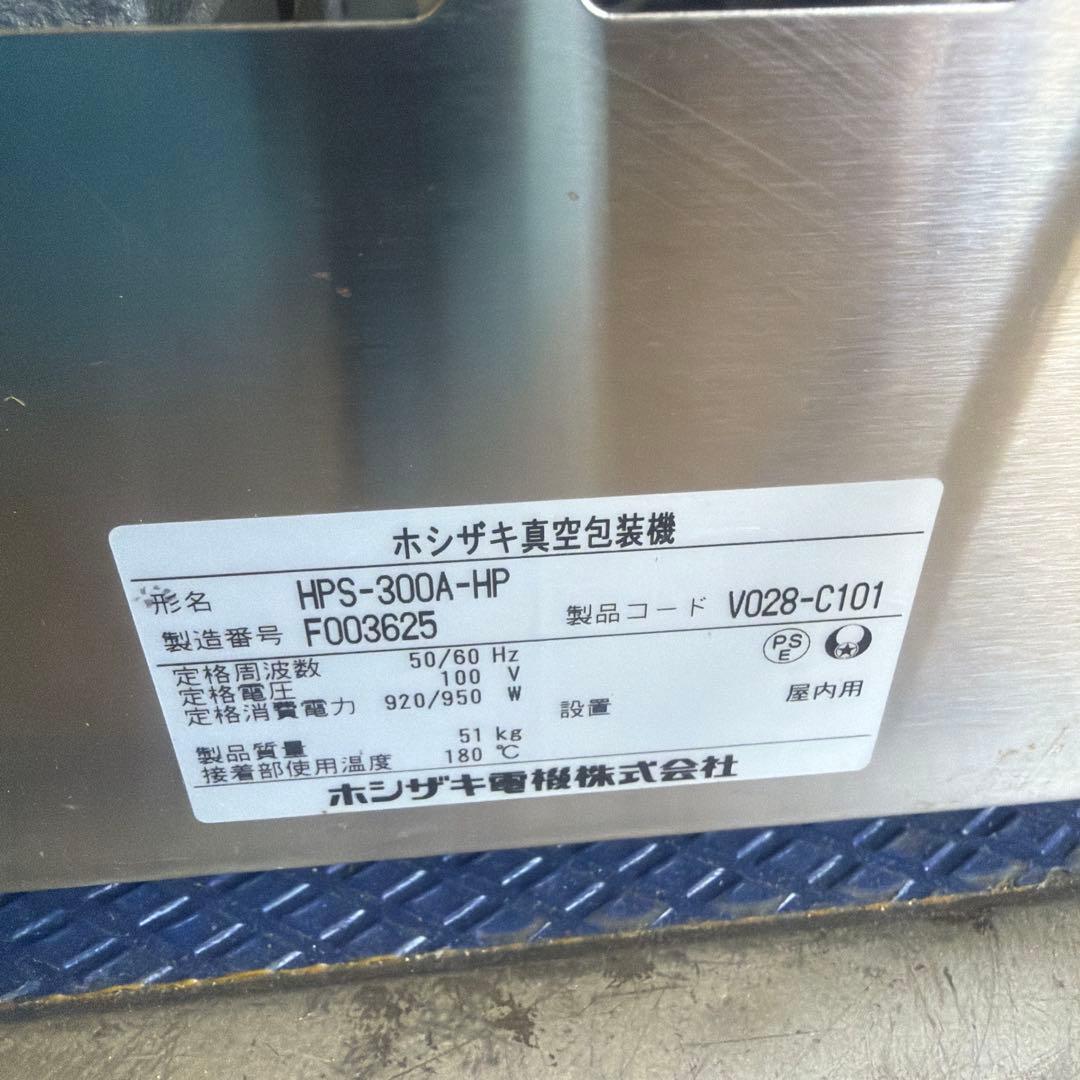 ホシザキ真空包装機
形名 HPS-300A-HP
製造番号 F003625
製品コード V028-C101
定格周波数 50/60 Hz
定格電圧 100 V
定格消費電力 920/950 W
PSE
設置 屋内用
製品質量 51 kg
接着部使用温度 180 ℃
ホシザキ電機株式会社